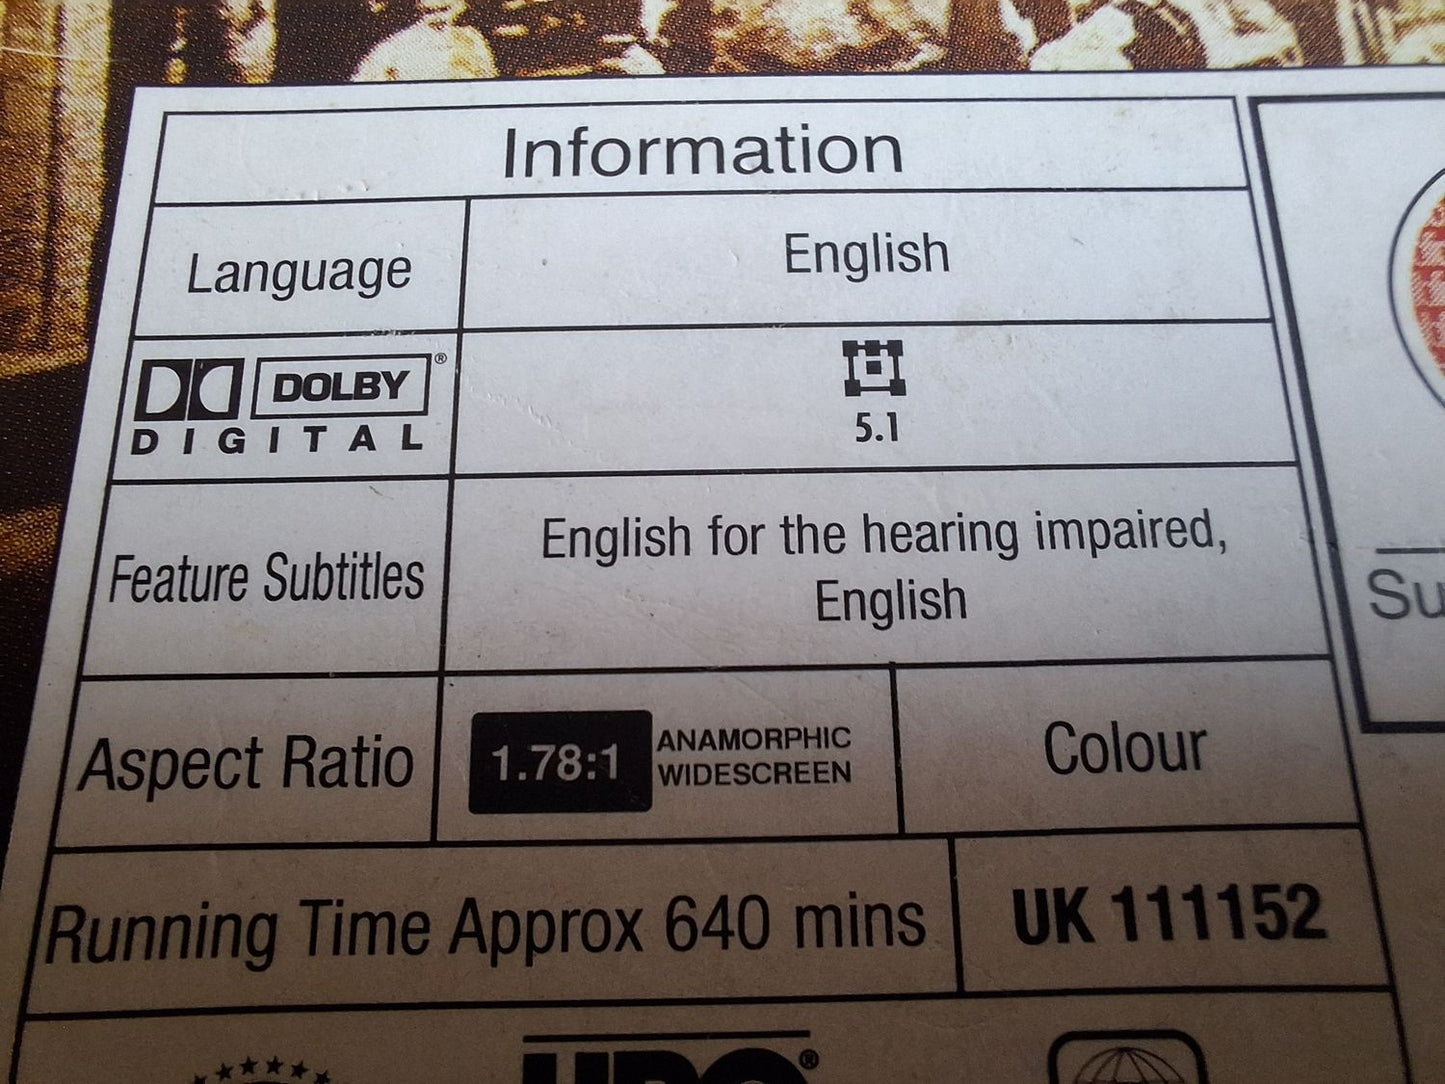 Information
Language
English
DOLBY®
DIGITAL
5.1
Feature Subtitles
English for the hearing impaired,
English
Aspect Ratio
1.78:1
ANAMORPHIC
WIDESCREEN
Colour
Running Time Approx 640 mins
UK 111152
HBO®